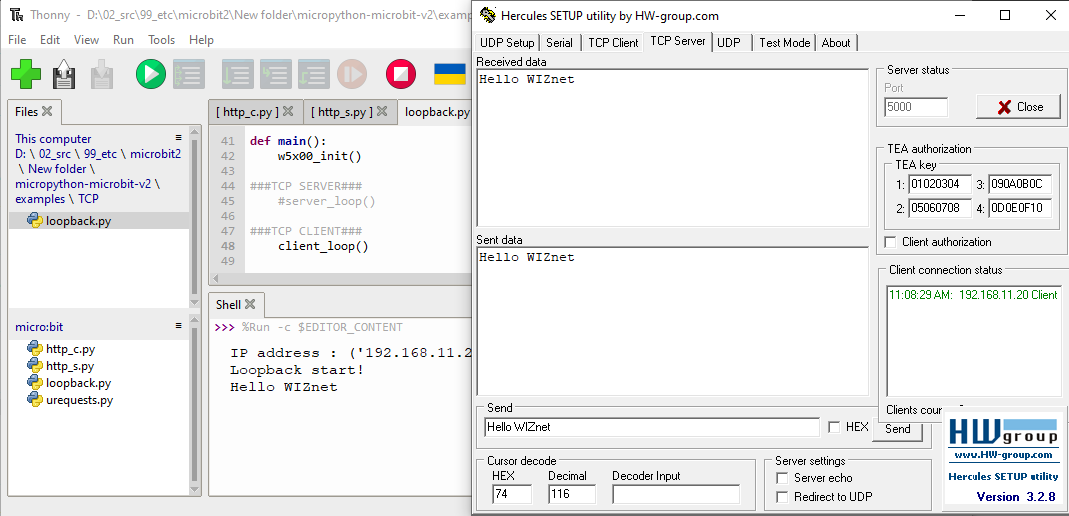 Thonny - D:\02_src\99_etc\microbit2\New folder\micropython-microbit-v2\examples
File Edit View Run Tools Help
Files
This computer
D: \ 02_src \ 99_etc \ microbit2
\ New folder \
micropython-microbit-v2 \
examples \ TCP
loopback.py
micro:bit
http_c.py
http_s.py
loopback.py
urequests.py
[ http_c.py ] [ http_s.py ] loopback.py
41 def main():
42 w5x00_init()
43
44 ###TCP SERVER###
45 #server_loop()
46
47 ###TCP CLIENT###
48 client_loop()
49
Shell
>>> %Run -c $EDITOR_CONTENT
IP address : ('192.168.11.2
Loopback start!
Hello WIZnet
Hercules SETUP utility by HW-group.com
UDP Setup Serial TCP Client TCP Server UDP Test Mode About
Received data
Hello WIZnet
Sent data
Hello WIZnet
Send
Hello WIZnet
HEX
Send
Cursor decode
HEX Decimal Decoder Input
74 116
Server settings
Server echo
Redirect to UDP
Server status
Port
5000
Close
TEA authorization
TEA key
1: 01020304 3: 090A0B0C
2: 05060708 4: 0D0E0F10
Client authorization
Client connection status
11:08:29 AM: 192.168.11.20 Client
Clients cou
HW group
www.HW-group.com
Hercules SETUP utility
Version 3.2.8